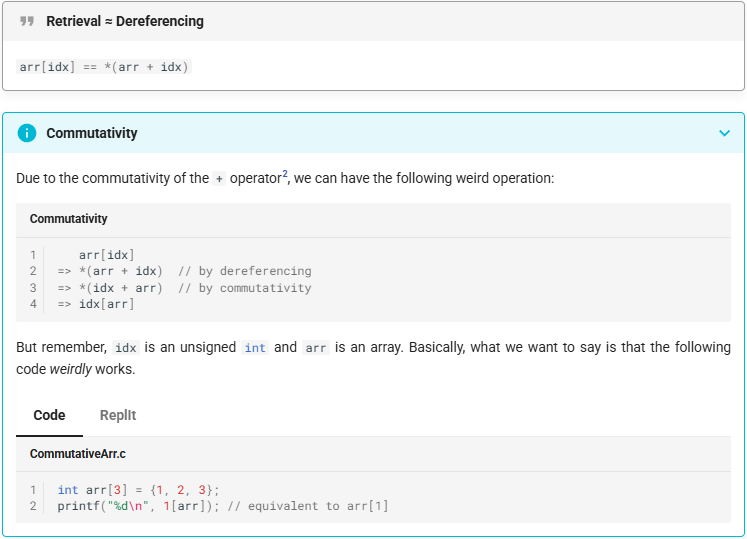 Retrieval ≈ Dereferencing
arr[idx] == *(arr + idx)
Commutativity
Due to the commutativity of the + operator2, we can have the following weird operation:
Commutativity
1    arr[idx]
2 => *(arr + idx)  // by dereferencing
3 => *(idx + arr)  // by commutativity
4 => idx[arr]
But remember, idx is an unsigned int and arr is an array. Basically, what we want to say is that the following
code weirdly works.
Code ReplIt
CommutativeArr.c
1 int arr[3] = {1, 2, 3};
2 printf("%d\n", 1[arr]); // equivalent to arr[1]